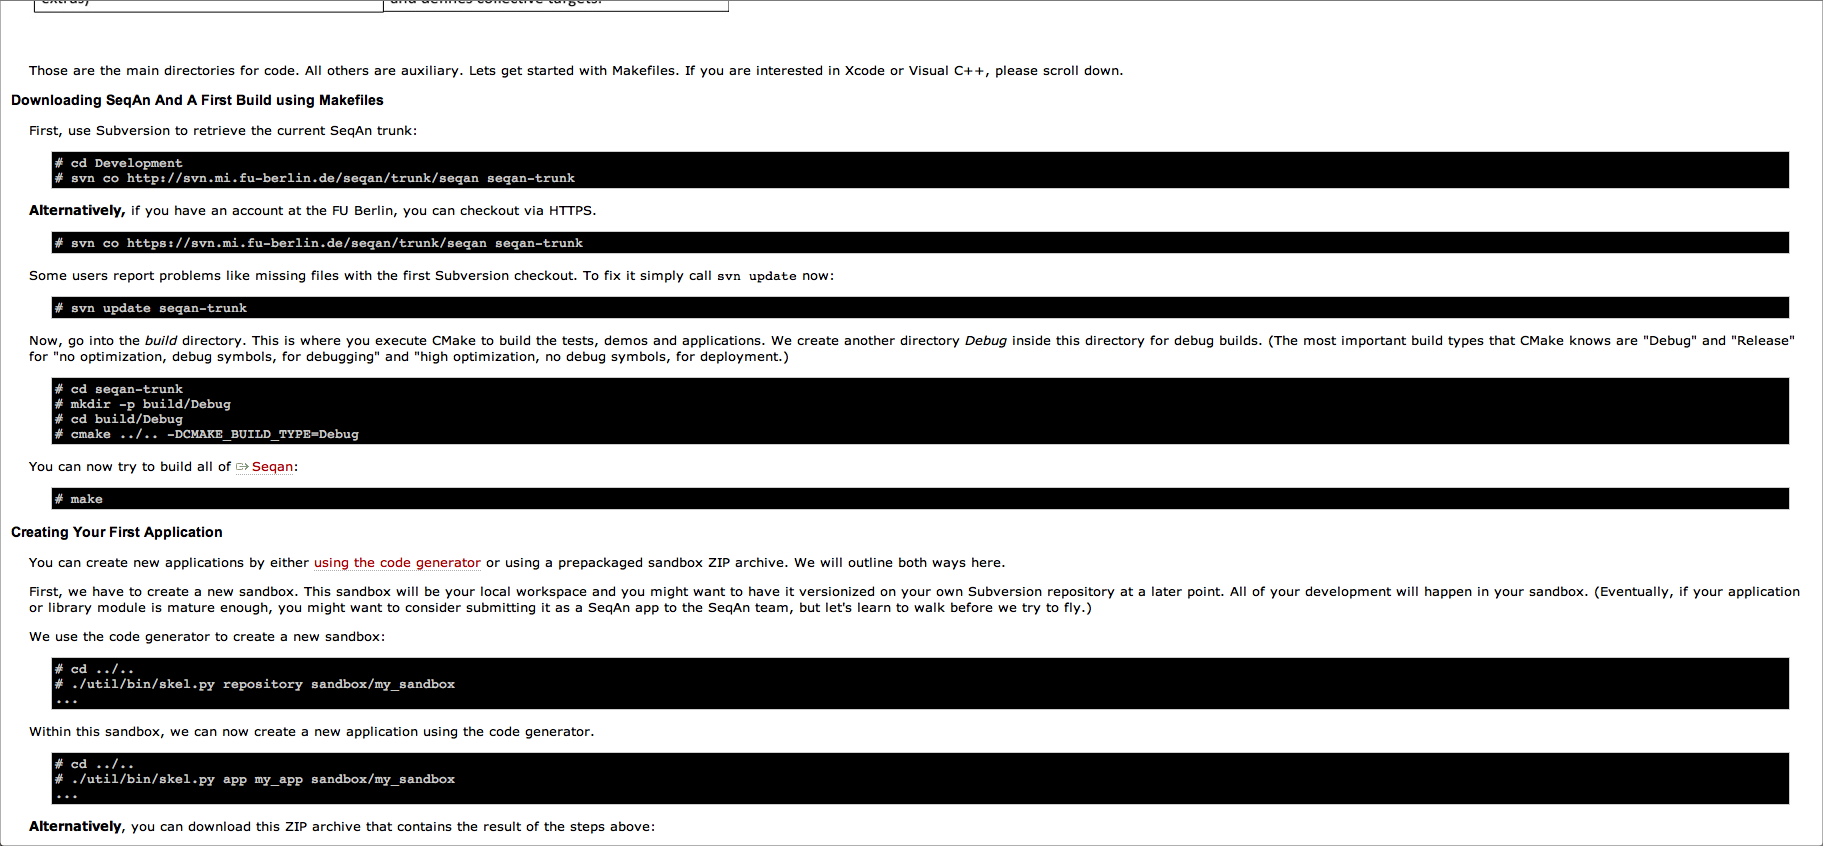 extras)
and defines collective targets.
Those are the main directories for code. All others are auxiliary. Lets get started with Makefiles. If you are interested in Xcode or Visual C++, please scroll down.
Downloading SeqAn And A First Build using Makefiles
First, use Subversion to retrieve the current SeqAn trunk:
# cd Development
# svn co http://svn.mi.fu-berlin.de/seqan/trunk/seqan seqan-trunk
Alternatively, if you have an account at the FU Berlin, you can checkout via HTTPS.
# svn co https://svn.mi.fu-berlin.de/seqan/trunk/seqan seqan-trunk
Some users report problems like missing files with the first Subversion checkout. To fix it simply call svn update now:
# svn update seqan-trunk
Now, go into the build directory. This is where you execute CMake to build the tests, demos and applications. We create another directory Debug inside this directory for debug builds. (The most important build types that CMake knows are "Debug" and "Release"
for "no optimization, debug symbols, for debugging" and "high optimization, no debug symbols, for deployment.)
# cd seqan-trunk
# mkdir -p build/Debug
# cd build/Debug
# cmake ../.. -DCMAKE_BUILD_TYPE=Debug
You can now try to build all of Seqan:
# make
Creating Your First Application
You can create new applications by either using the code generator or using a prepackaged sandbox ZIP archive. We will outline both ways here.
First, we have to create a new sandbox. This sandbox will be your local workspace and you might want to have it versionized on your own Subversion repository at a later point. All of your development will happen in your sandbox. (Eventually, if your application
or library module is mature enough, you might want to consider submitting it as a SeqAn app to the SeqAn team, but let's learn to walk before we try to fly.)
We use the code generator to create a new sandbox:
# cd ../..
# ./util/bin/skel.py repository sandbox/my_sandbox
...
Within this sandbox, we can now create a new application using the code generator.
# cd ../..
# ./util/bin/skel.py app my_app sandbox/my_sandbox
...
Alternatively, you can download this ZIP archive that contains the result of the steps above: